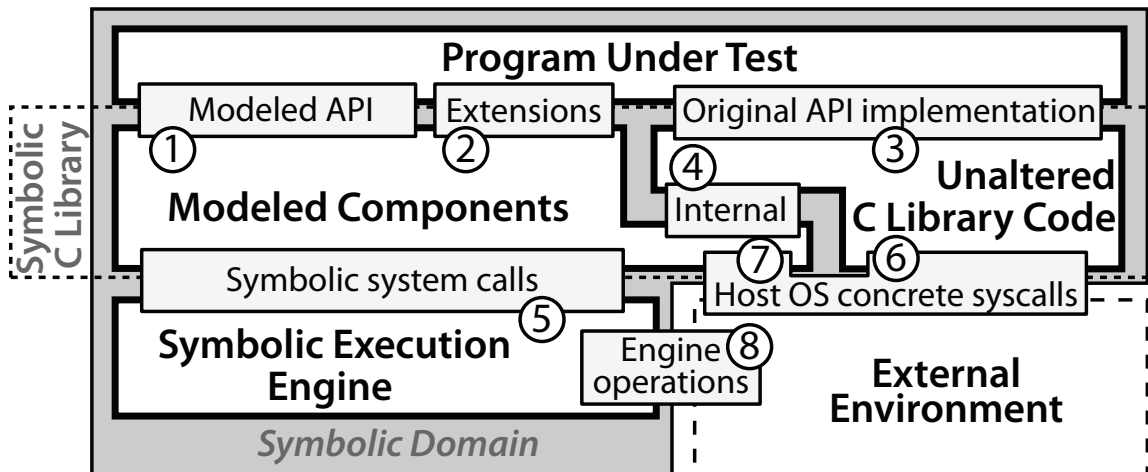 Program Under Test
Modeled API
Extensions
Original API implementation
1
2
3
Symbolic
C Library
Modeled Components
4
Internal
Unaltered
C Library Code
Symbolic system calls
5
7
6
Host OS concrete syscalls
Symbolic Execution
Engine
Engine
operations
8
External
Environment
Symbolic Domain